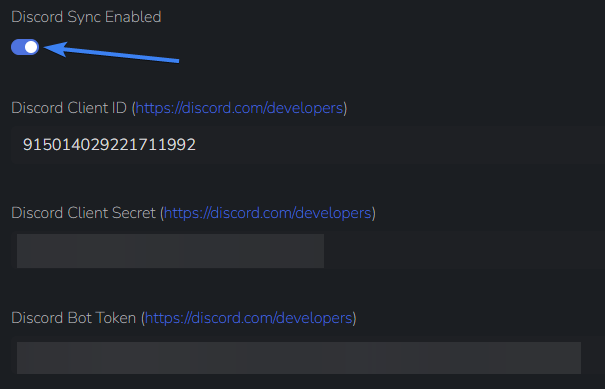 Discord Sync Enabled
Discord Client ID (https://discord.com/developers)
915014029221711992
Discord Client Secret (https://discord.com/developers)
Discord Bot Token (https://discord.com/developers)